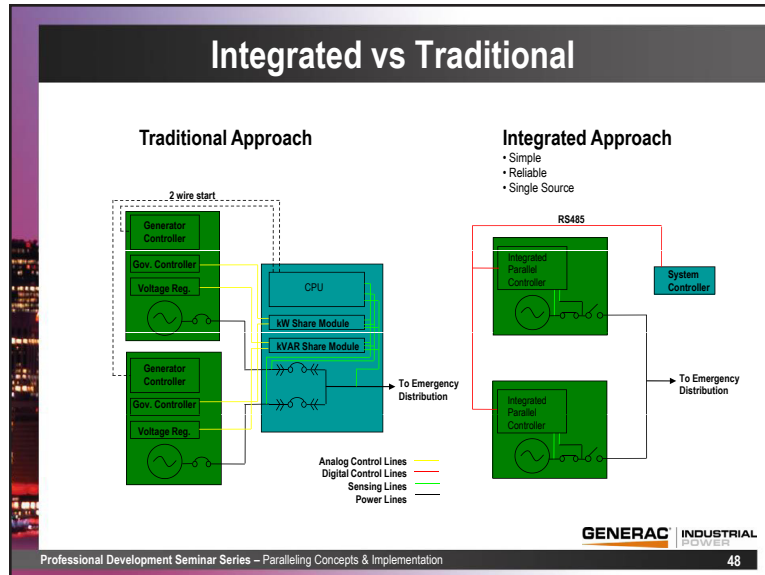 Integrated vs Traditional
Traditional Approach
2 wire start
Generator
Controller
Gov. Controller
Voltage Reg.
Generator
Controller
Gov. Controller
Voltage Reg.
CPU
kW Share Module
kVAR Share Module
To Emergency
Distribution
Analog Control Lines
Digital Control Lines
Sensing Lines
Power Lines
Integrated Approach
• Simple
• Reliable
• Single Source
RS485
Integrated
Parallel
Controller
System
Controller
Integrated
Parallel
Controller
To Emergency
Distribution
GENERAC INDUSTRIAL
POWER
Professional Development Seminar Series – Paralleling Concepts & Implementation
48